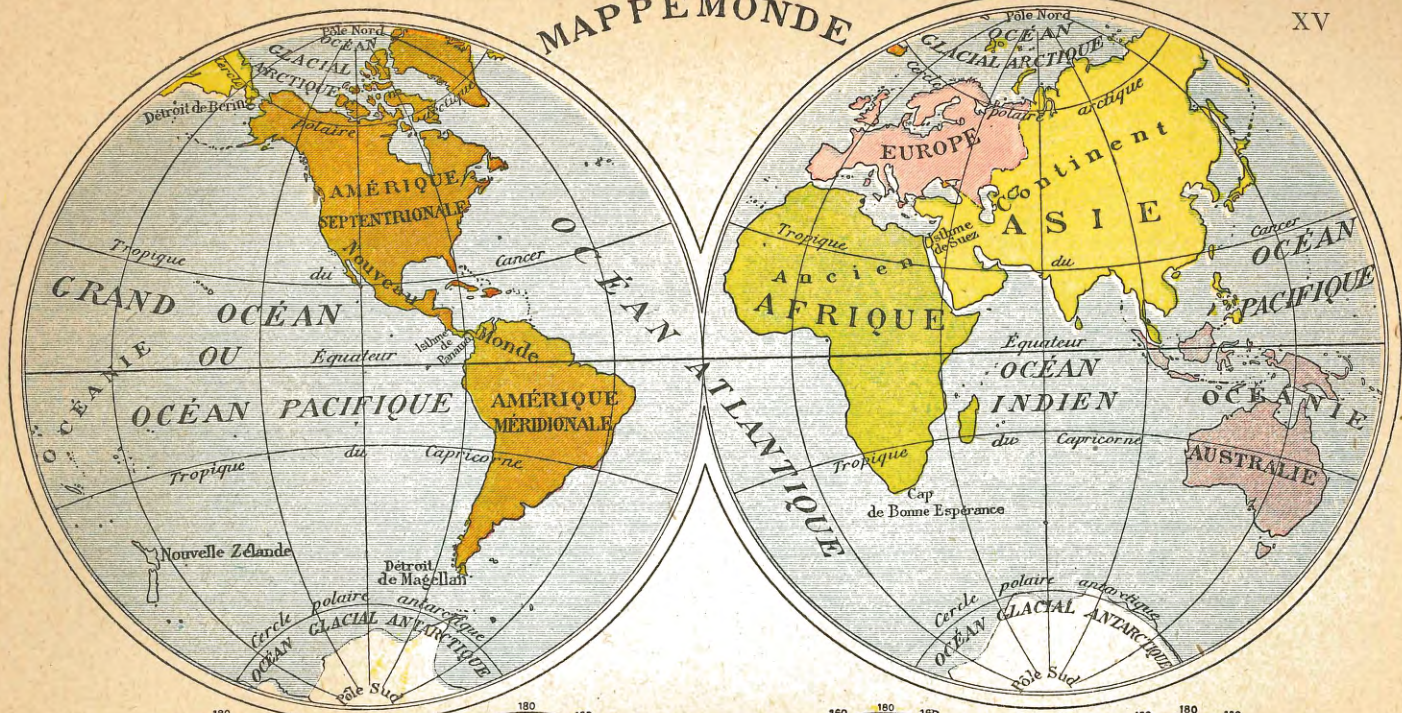 MAPPEMONDE
XV
Pôle Nord
OCÉAN
GLACIAL
ARCTIQUE
Cercle
polaire
arctique
Détroit de Bering
AMÉRIQUE
SEPTENTRIONALE
Nouveau
Monde
Tropique
du
Cancer
GRAND OCÉAN
OU
OCÉAN PACIFIQUE
OCÉANIE
Équateur
Isthme
de
Panama
AMÉRIQUE
MÉRIDIONALE
Tropique
du
Capricorne
Nouvelle Zélande
Détroit
de Magellan
Cercle
polaire
antarctique
OCÉAN
GLACIAL ANTARCTIQUE
Pôle Sud
OCÉAN ATLANTIQUE
Pôle Nord
OCÉAN
GLACIAL ARCTIQUE
Cercle
polaire
arctique
EUROPE
Continent
ASIE
Isthme
de Suez
Tropique
du
Cancer
Ancien
AFRIQUE
OCÉAN
PACIFIQUE
Équateur
OCÉAN
INDIEN
OCÉANIE
Tropique
du
Capricorne
AUSTRALIE
Cap
de Bonne Espérance
Cercle
polaire
antarctique
OCÉAN
GLACIAL ANTARCTIQUE
Pôle Sud
180
180
180
180